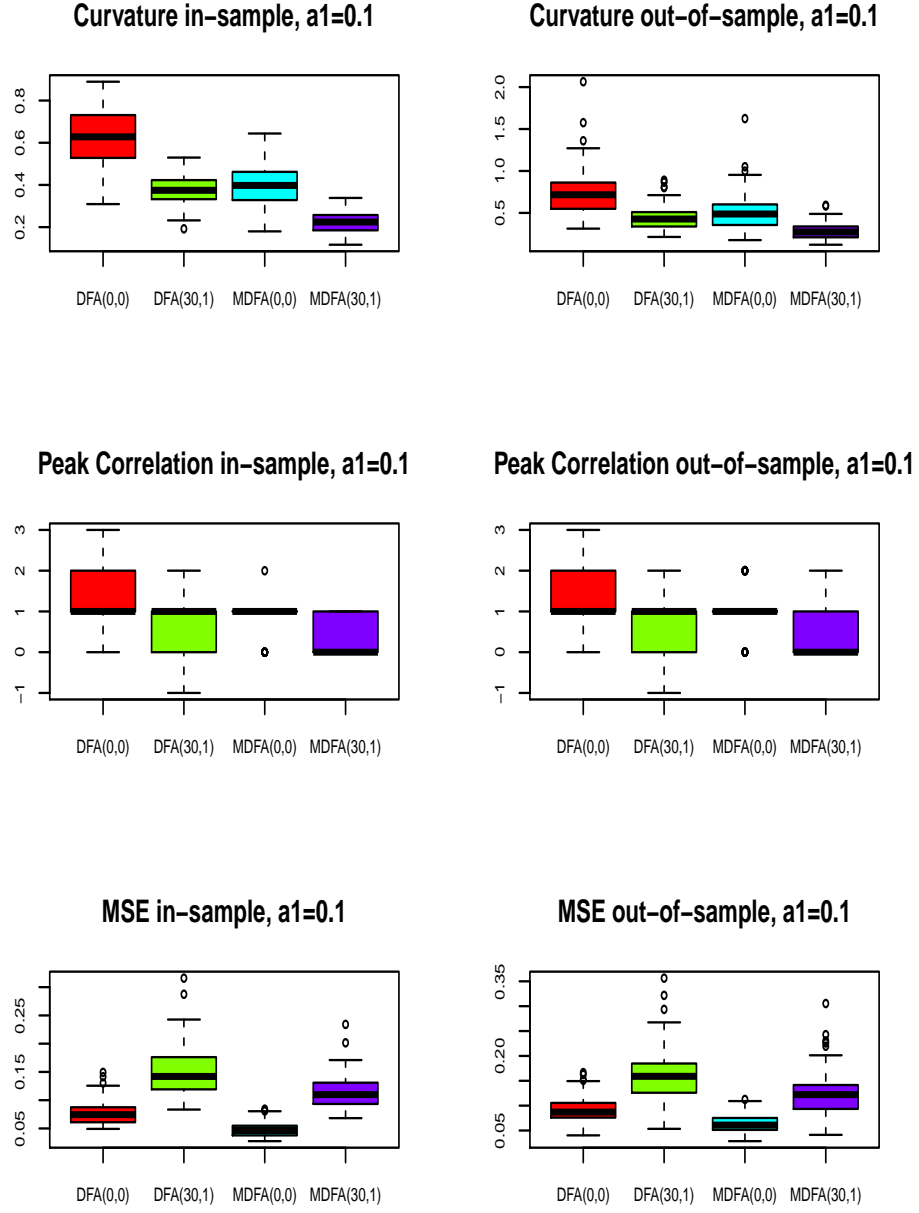 Curvature in−sample, a1=0.1
0.2 0.4 0.6 0.8
DFA(0,0) DFA(30,1) MDFA(0,0) MDFA(30,1)
Curvature out−of−sample, a1=0.1
0.5 1.0 1.5 2.0
DFA(0,0) DFA(30,1) MDFA(0,0) MDFA(30,1)
Peak Correlation in−sample, a1=0.1
−1 0 1 2 3
DFA(0,0) DFA(30,1) MDFA(0,0) MDFA(30,1)
Peak Correlation out−of−sample, a1=0.1
−1 0 1 2 3
DFA(0,0) DFA(30,1) MDFA(0,0) MDFA(30,1)
MSE in−sample, a1=0.1
0.05 0.15 0.25
DFA(0,0) DFA(30,1) MDFA(0,0) MDFA(30,1)
MSE out−of−sample, a1=0.1
0.05 0.20 0.35
DFA(0,0) DFA(30,1) MDFA(0,0) MDFA(30,1)